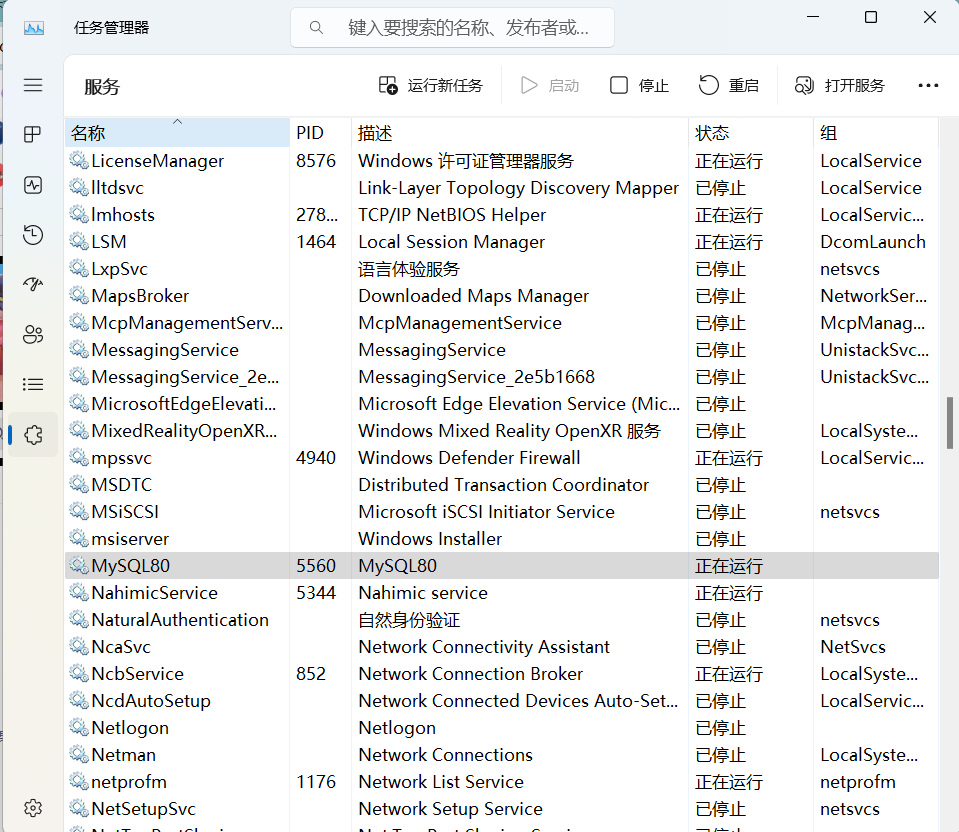 任务管理器
键入要搜索的名称、发布者或...
服务 运行新任务 启动 停止 重启 打开服务
名称 PID 描述 状态 组
LicenseManager 8576 Windows 许可证管理器服务 正在运行 LocalService
lltdsvc Link-Layer Topology Discovery Mapper 已停止 LocalService
lmhosts 278... TCP/IP NetBIOS Helper 正在运行 LocalServic...
LSM 1464 Local Session Manager 正在运行 DcomLaunch
LxpSvc 语言体验服务 已停止 netsvcs
MapsBroker Downloaded Maps Manager 已停止 NetworkSer...
McpManagementServ... McpManagementService 已停止 McpManag...
MessagingService MessagingService 已停止 UnistackSvc...
MessagingService_2e... MessagingService_2e5b1668 已停止 UnistackSvc...
MicrosoftEdgeElevati... Microsoft Edge Elevation Service (Mic... 已停止
MixedRealityOpenXR... Windows Mixed Reality OpenXR 服务 已停止 LocalSyste...
mpssvc 4940 Windows Defender Firewall 正在运行 LocalServic...
MSDTC Distributed Transaction Coordinator 已停止
MSiSCSI Microsoft iSCSI Initiator Service 已停止 netsvcs
msiserver Windows Installer 已停止
MySQL80 5560 MySQL80 正在运行
NahimicService 5344 Nahimic service 正在运行
NaturalAuthentication 自然身份验证 已停止 netsvcs
NcaSvc Network Connectivity Assistant 已停止 NetSvcs
NcbService 852 Network Connection Broker 正在运行 LocalSyste...
NcdAutoSetup Network Connected Devices Auto-Set... 已停止 LocalServic...
Netlogon Netlogon 已停止
Netman Network Connections 已停止 LocalSyste...
netprofm 1176 Network List Service 正在运行 netprofm
NetSetupSvc Network Setup Service 已停止 netsvcs